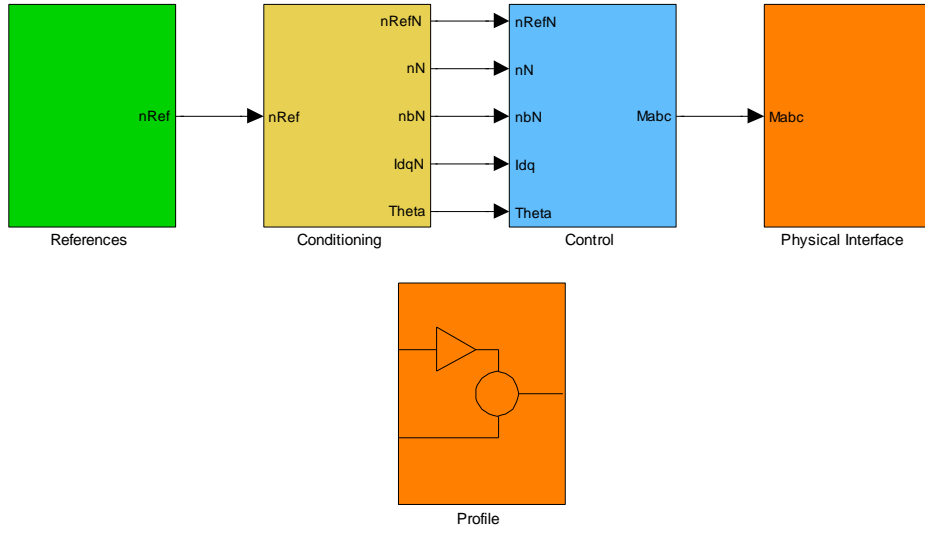 nRef
References
nRef
nRefN
nN
nbN
IdqN
Theta
Conditioning
nRefN
nN
nbN
Idq
Theta
Mabc
Control
Mabc
Physical Interface
Profile